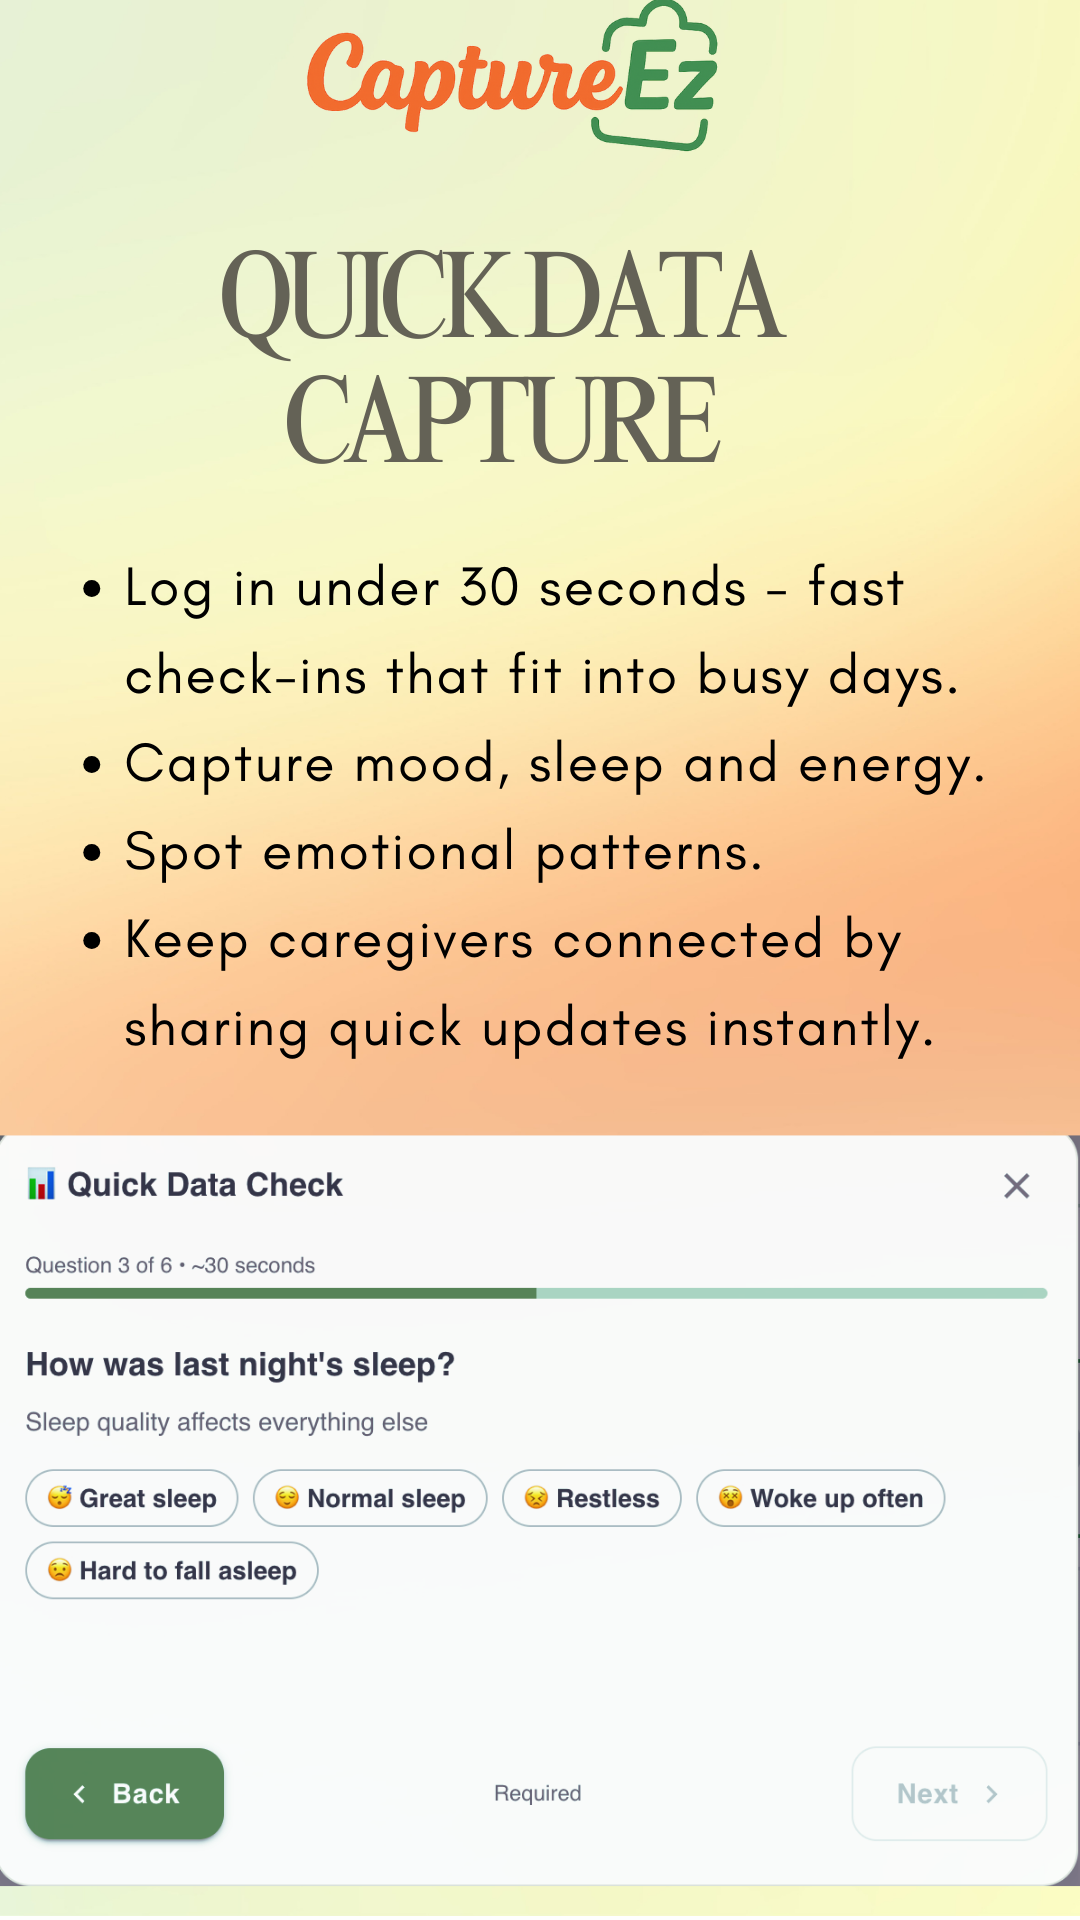 CaptureEz
QUICK DATA
CAPTURE
• Log in under 30 seconds – fast
check-ins that fit into busy days.
• Capture mood, sleep and energy.
• Spot emotional patterns.
• Keep caregivers connected by
sharing quick updates instantly.
Quick Data Check
Question 3 of 6 • ~30 seconds
How was last night's sleep?
Sleep quality affects everything else
Great sleep Normal sleep Restless Woke up often
Hard to fall asleep
Back Required Next